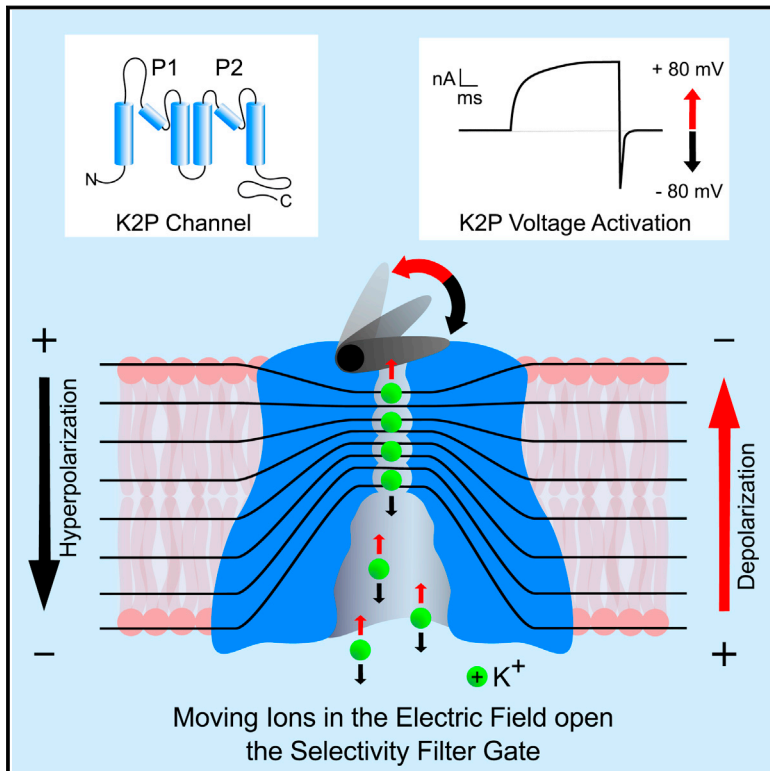 P1 P2
N
C
K2P Channel
nA
ms
+ 80 mV
- 80 mV
K2P Voltage Activation
+
Hyperpolarization
−
−
Depolarization
+
+ K+
Moving Ions in the Electric Field open
the Selectivity Filter Gate